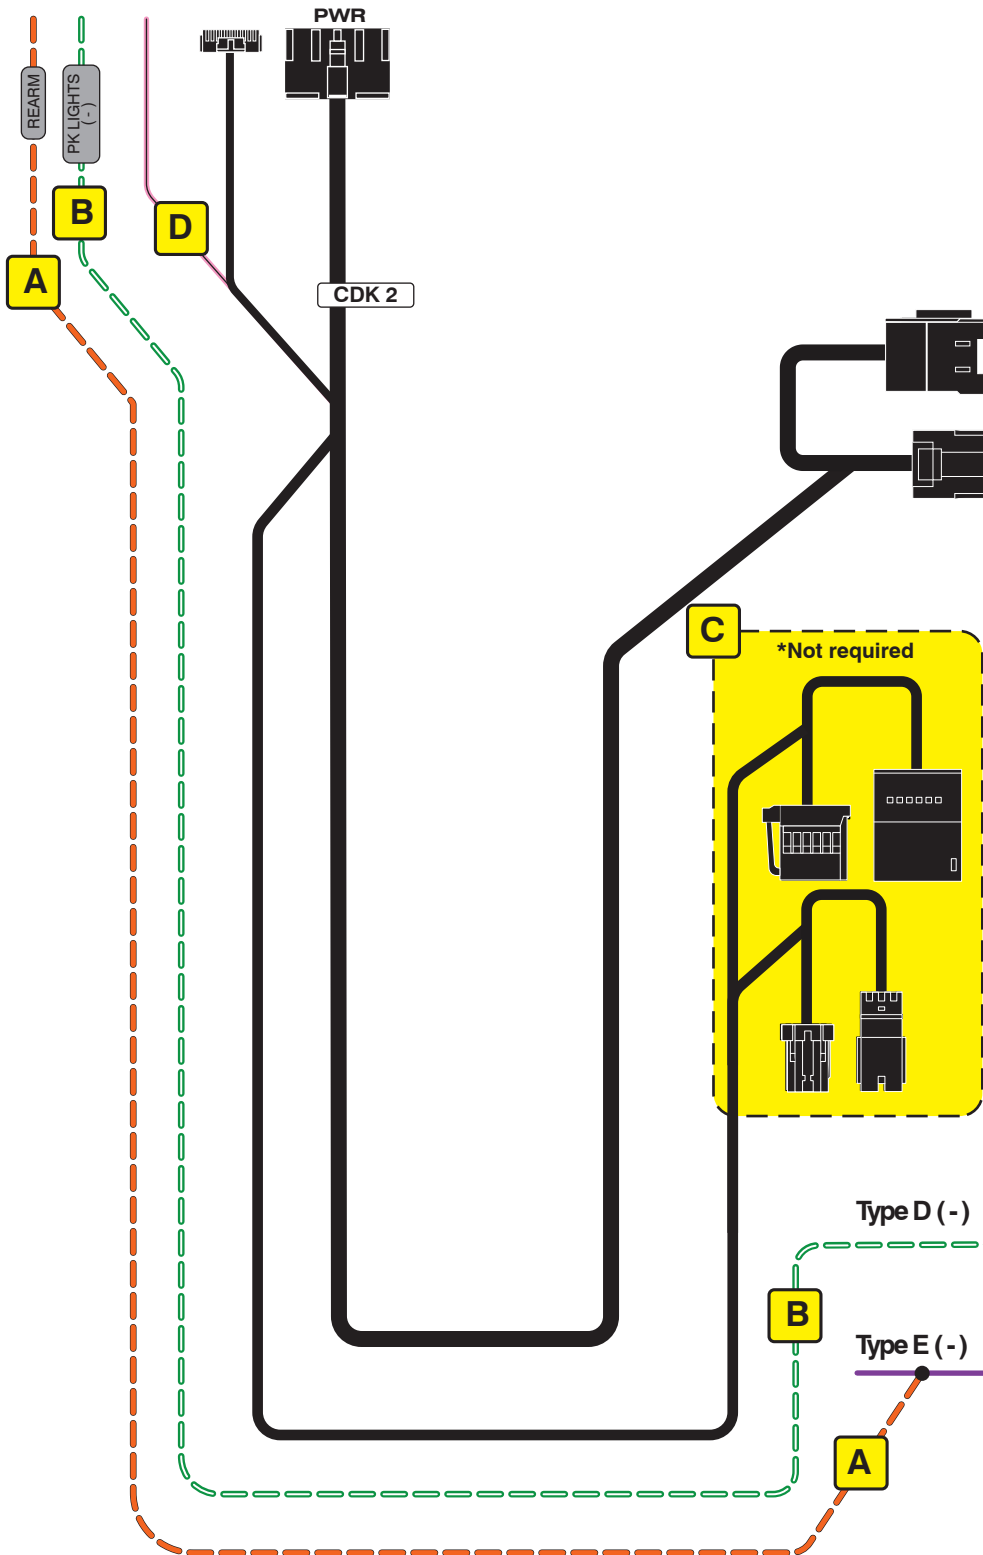 PWR
REARM
PK LIGHTS
( - )
B
D
A
CDK 2
C
*Not required
Type D ( - )
B
Type E ( - )
A